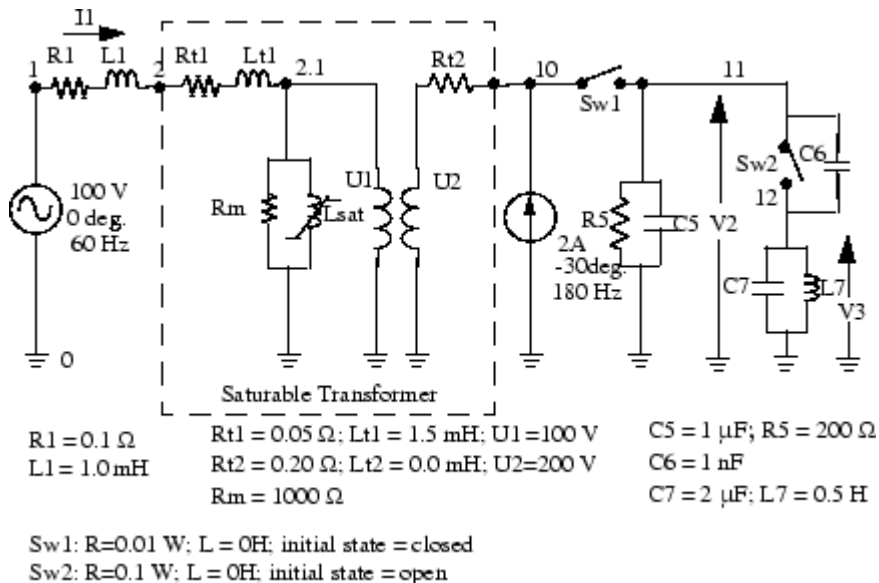 I1
R1 L1 Rt1 Lt1 Rt2
1 2 2.1 10 11
Sw1
Sw2 C6
12
100 V
0 deg.
60 Hz
Rm Lsat U1 U2
2A
-30deg.
180 Hz
R5 C5 V2
C7 L7 V3
0
Saturable Transformer
R1 = 0.1 Ω
L1 = 1.0 mH
Rt1 = 0.05 Ω; Lt1 = 1.5 mH; U1=100 V
Rt2 = 0.20 Ω; Lt2 = 0.0 mH; U2=200 V
Rm = 1000 Ω
C5 = 1 µF; R5 = 200 Ω
C6 = 1 nF
C7 = 2 µF; L7 = 0.5 H
Sw1: R=0.01 W; L = 0H; initial state = closed
Sw2: R=0.1 W; L = 0H; initial state = open